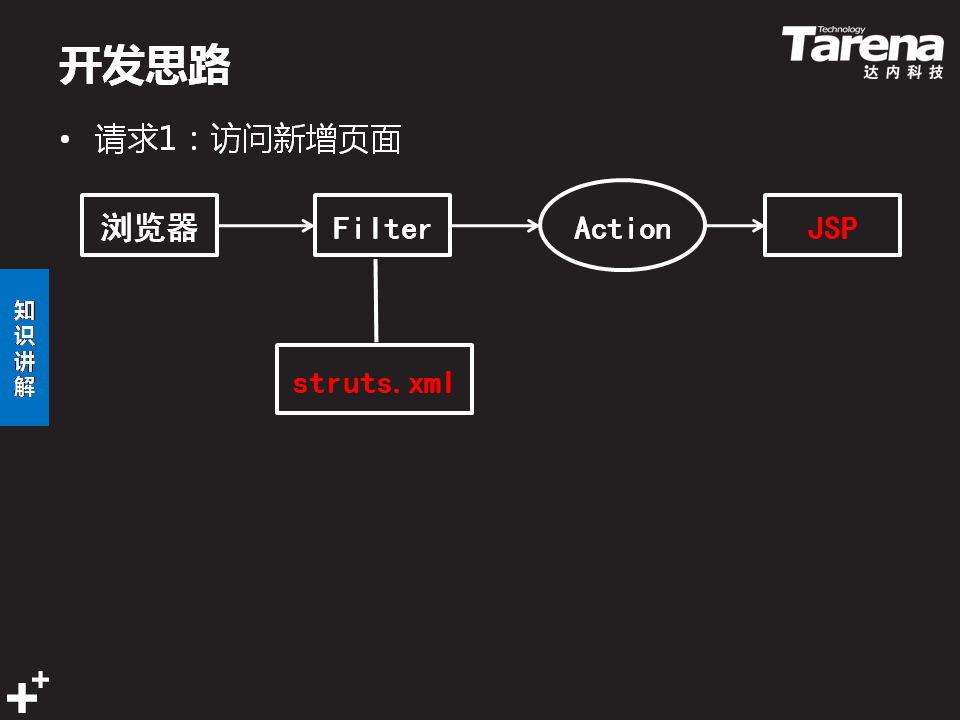 开发思路
Technology
Tarena
达内科技
• 请求1：访问新增页面
浏览器
Filter
Action
JSP
struts.xml
知识讲解